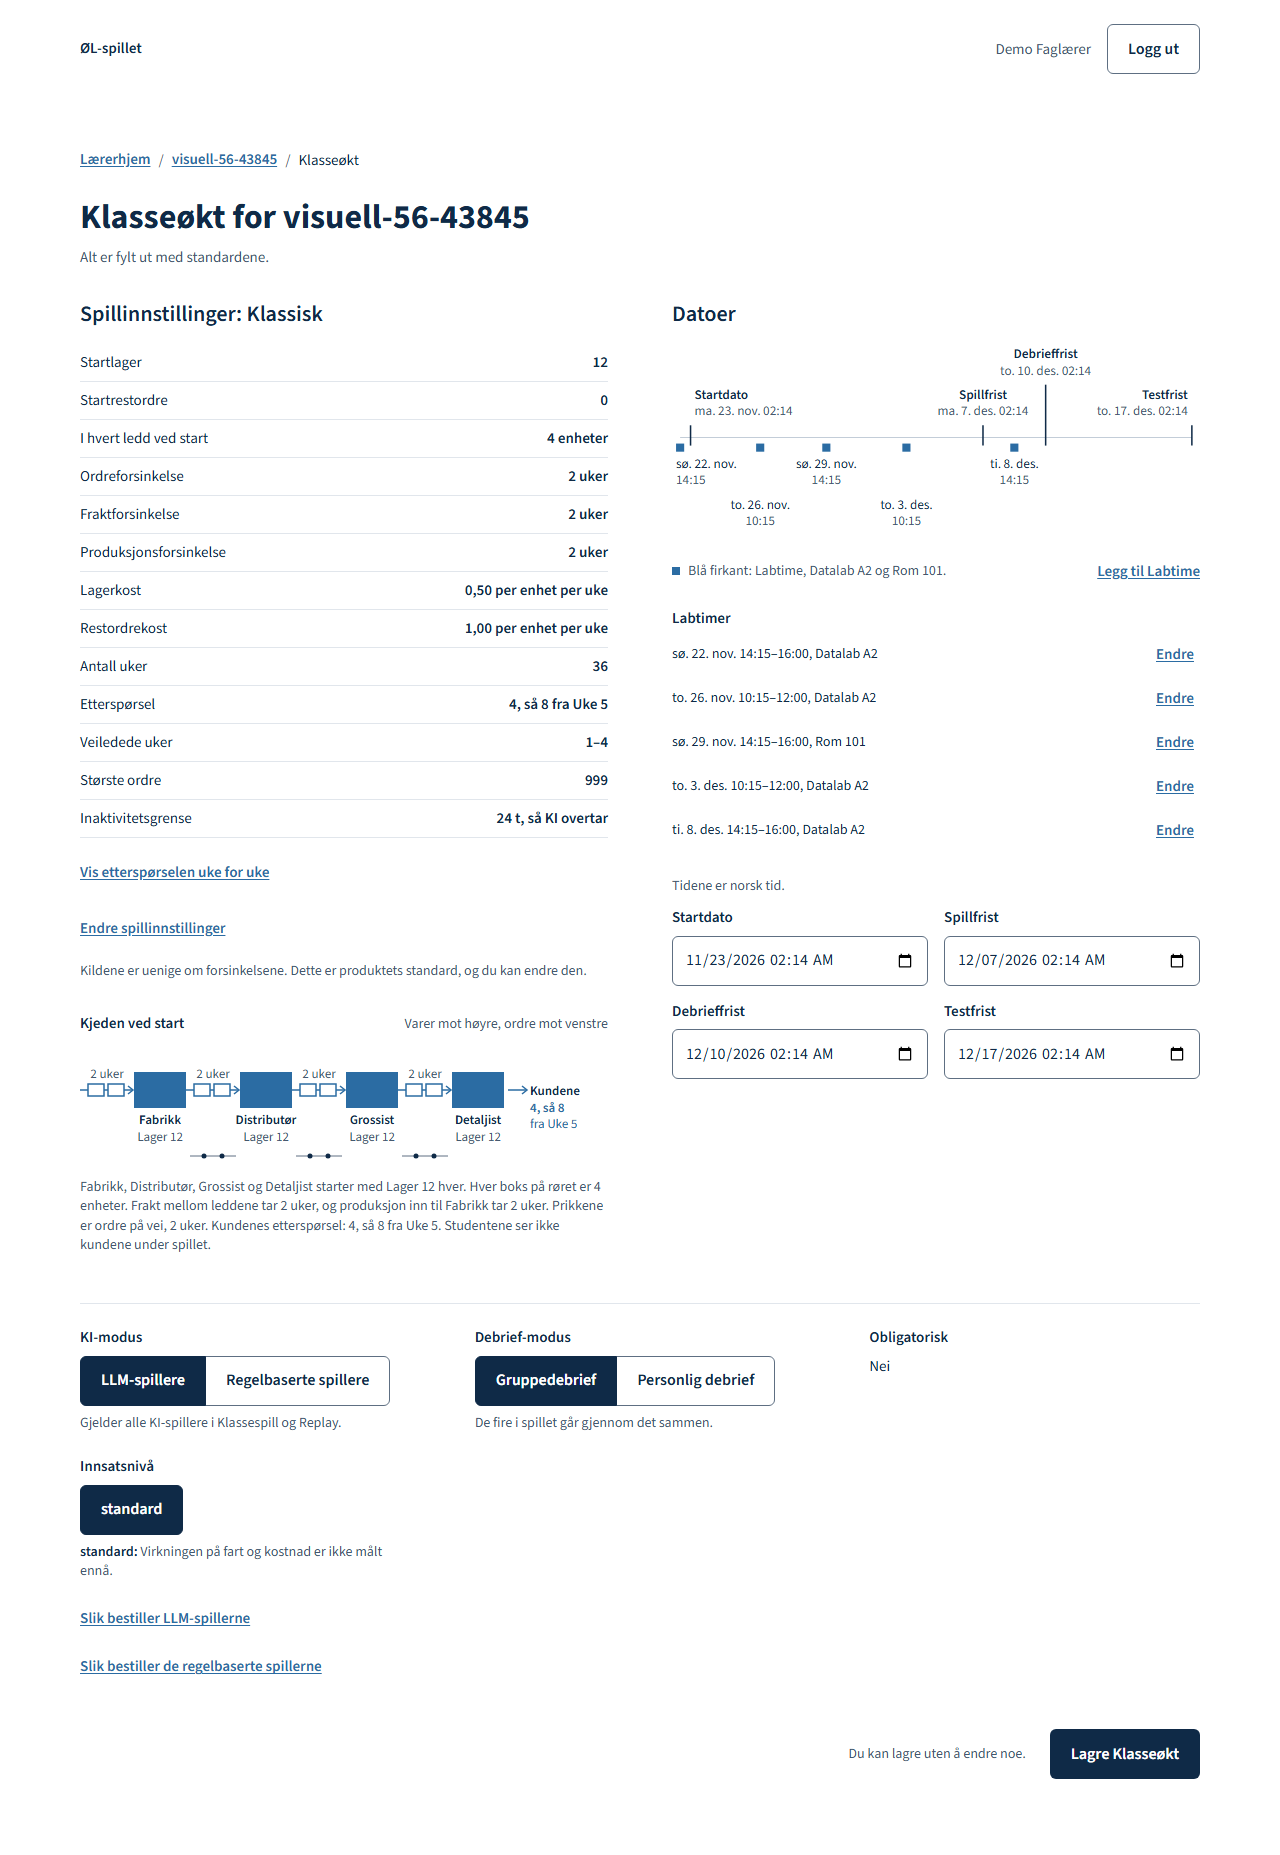 ØL-spillet
Demo Faglærer
Logg ut
Lærerhjem / visuell-56-43845 / Klasseøkt
Klasseøkt for visuell-56-43845
Alt er fylt ut med standardene.
Spillinnstillinger: Klassisk
Startlager 12
Startrestordre 0
I hvert ledd ved start 4 enheter
Ordreforsinkelse 2 uker
Fraktforsinkelse 2 uker
Produksjonsforsinkelse 2 uker
Lagerkost 0,50 per enhet per uke
Restordrekost 1,00 per enhet per uke
Antall uker 36
Etterspørsel 4, så 8 fra Uke 5
Veiledede uker 1–4
Største ordre 999
Inaktivitetsgrense 24 t, så KI overtar
Vis etterspørselen uke for uke
Endre spillinnstillinger
Kildene er uenige om forsinkelsene. Dette er produktets standard, og du kan endre den.
Kjeden ved start
Varer mot høyre, ordre mot venstre
2 uker 2 uker 2 uker 2 uker
Fabrikk Distributør Grossist Detaljist
Lager 12 Lager 12 Lager 12 Lager 12
Kundene
4, så 8
fra Uke 5
Fabrikk, Distributør, Grossist og Detaljist starter med Lager 12 hver. Hver boks på røret er 4
enheter. Frakt mellom leddene tar 2 uker, og produksjon inn til Fabrikk tar 2 uker. Prikkene
er ordre på vei, 2 uker. Kundenes etterspørsel: 4, så 8 fra Uke 5. Studentene ser ikke
kundene under spillet.
Datoer
Debrieffrist
to. 10. des. 02:14
Startdato Spillfrist Testfrist
ma. 23. nov. 02:14 ma. 7. des. 02:14 to. 17. des. 02:14
sø. 22. nov. sø. 29. nov. ti. 8. des.
14:15 14:15 14:15
to. 26. nov. to. 3. des.
10:15 10:15
Blå firkant: Labtime, Datalab A2 og Rom 101.
Legg til Labtime
Labtimer
sø. 22. nov. 14:15–16:00, Datalab A2 Endre
to. 26. nov. 10:15–12:00, Datalab A2 Endre
sø. 29. nov. 14:15–16:00, Rom 101 Endre
to. 3. des. 10:15–12:00, Datalab A2 Endre
ti. 8. des. 14:15–16:00, Datalab A2 Endre
Tidene er norsk tid.
Startdato Spillfrist
11/23/2026 02:14 AM 12/07/2026 02:14 AM
Debrieffrist Testfrist
12/10/2026 02:14 AM 12/17/2026 02:14 AM
KI-modus
LLM-spillere Regelbaserte spillere
Gjelder alle KI-spillere i Klassespill og Replay.
Innsatsnivå
standard
standard: Virkningen på fart og kostnad er ikke målt
ennå.
Slik bestiller LLM-spillerne
Slik bestiller de regelbaserte spillerne
Debrief-modus
Gruppedebrief Personlig debrief
De fire i spillet går gjennom det sammen.
Obligatorisk
Nei
Du kan lagre uten å endre noe.
Lagre Klasseøkt